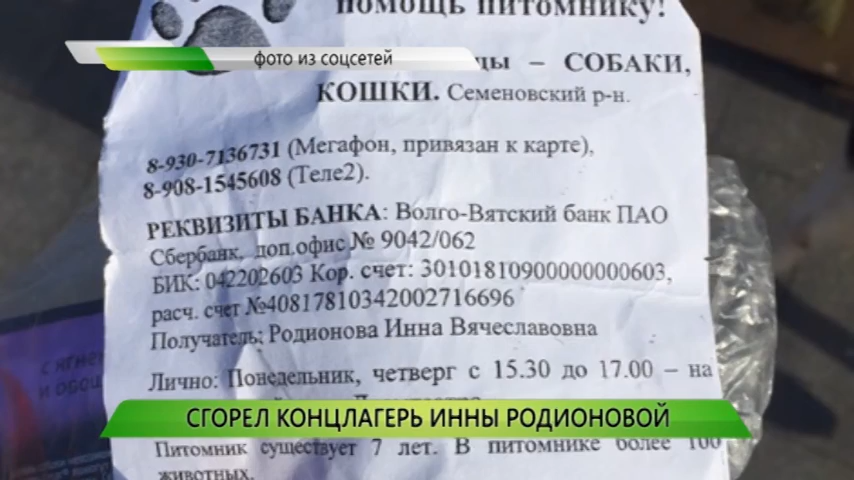 ПОМОЩЬ ПИТОМНИКУ!
фото из соцсетей
– СОБАКИ,
КОШКИ. Семеновский р-н.
8-930-7136731 (Мегафон, привязан к карте),
8-908-1545608 (Теле2).
РЕКВИЗИТЫ БАНКА: Волго-Вятский банк ПАО
Сбербанк, доп.офис № 9042/062
БИК: 042202603 Кор. счет: 30101810900000000603,
расч. счет №40817810342002716696
Получатель: Родионова Инна Вячеславовна
Лично: Понедельник, четверг с 15.30 до 17.00 – на
СГОРЕЛ КОНЦЛАГЕРЬ ИННЫ РОДИОНОВОЙ
Питомник существует 7 лет. В питомнике более 100
животных.